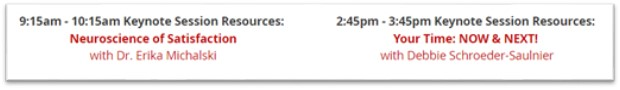 9:15am - 10:15am Keynote Session Resources:
Neuroscience of Satisfaction
with Dr. Erika Michalski
2:45pm - 3:45pm Keynote Session Resources:
Your Time: NOW & NEXT!
with Debbie Schroeder-Saulnier